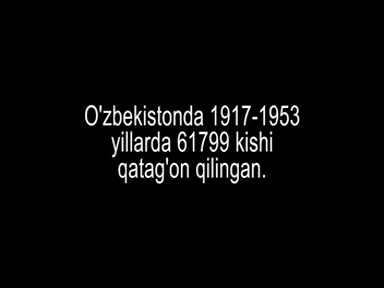 O'zbekistonda 1917-1953
yillarda 61799 kishi
qatag'on qilingan.